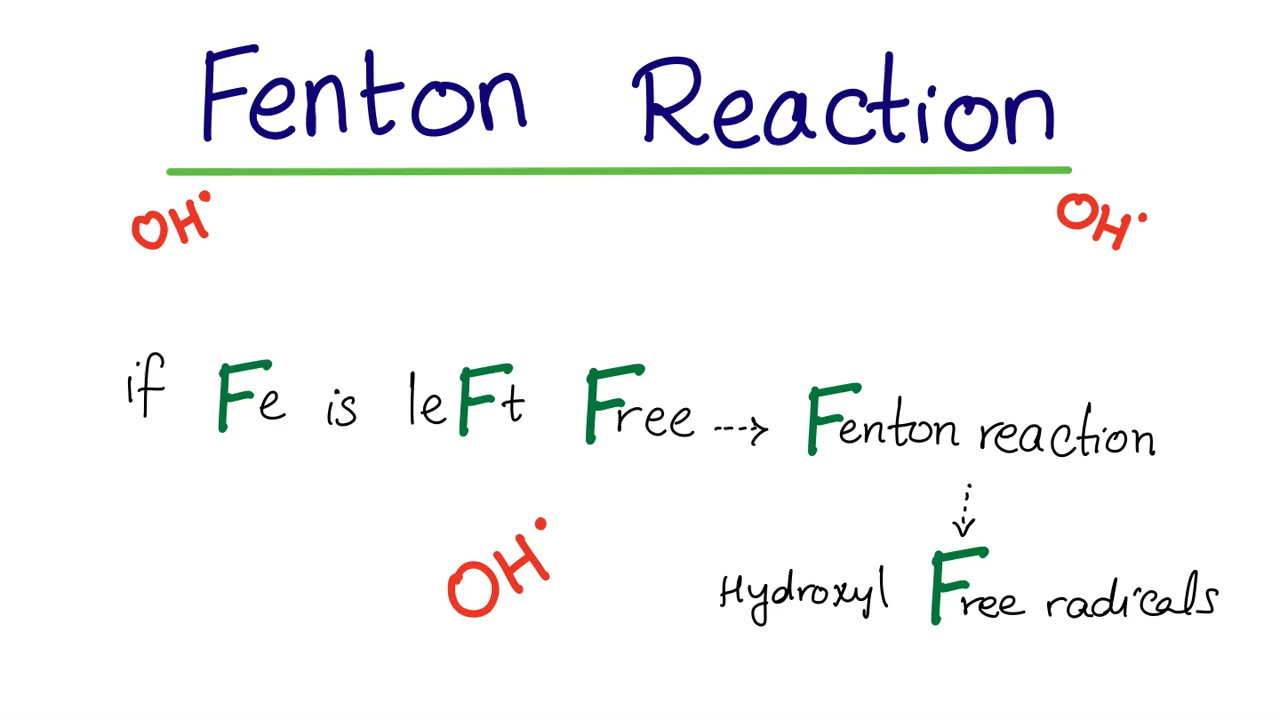 Fenton Reaction
OH• OH•
if Fe is leFt Free ---> Fenton reaction
OH•
Hydroxyl Free radicals